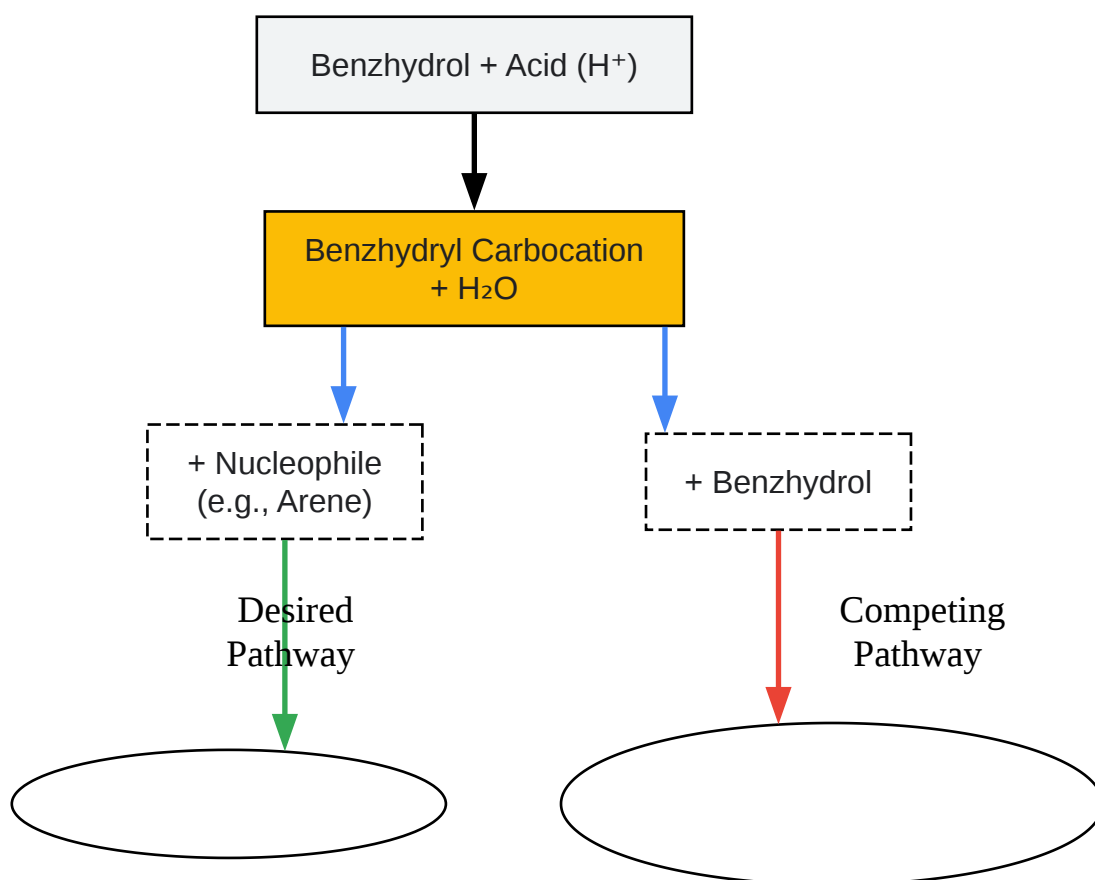 Benzhydrol + Acid (H⁺)
Benzhydryl Carbocation
+ H₂O
+ Nucleophile
(e.g., Arene)
+ Benzhydrol
Desired
Pathway
Competing
Pathway